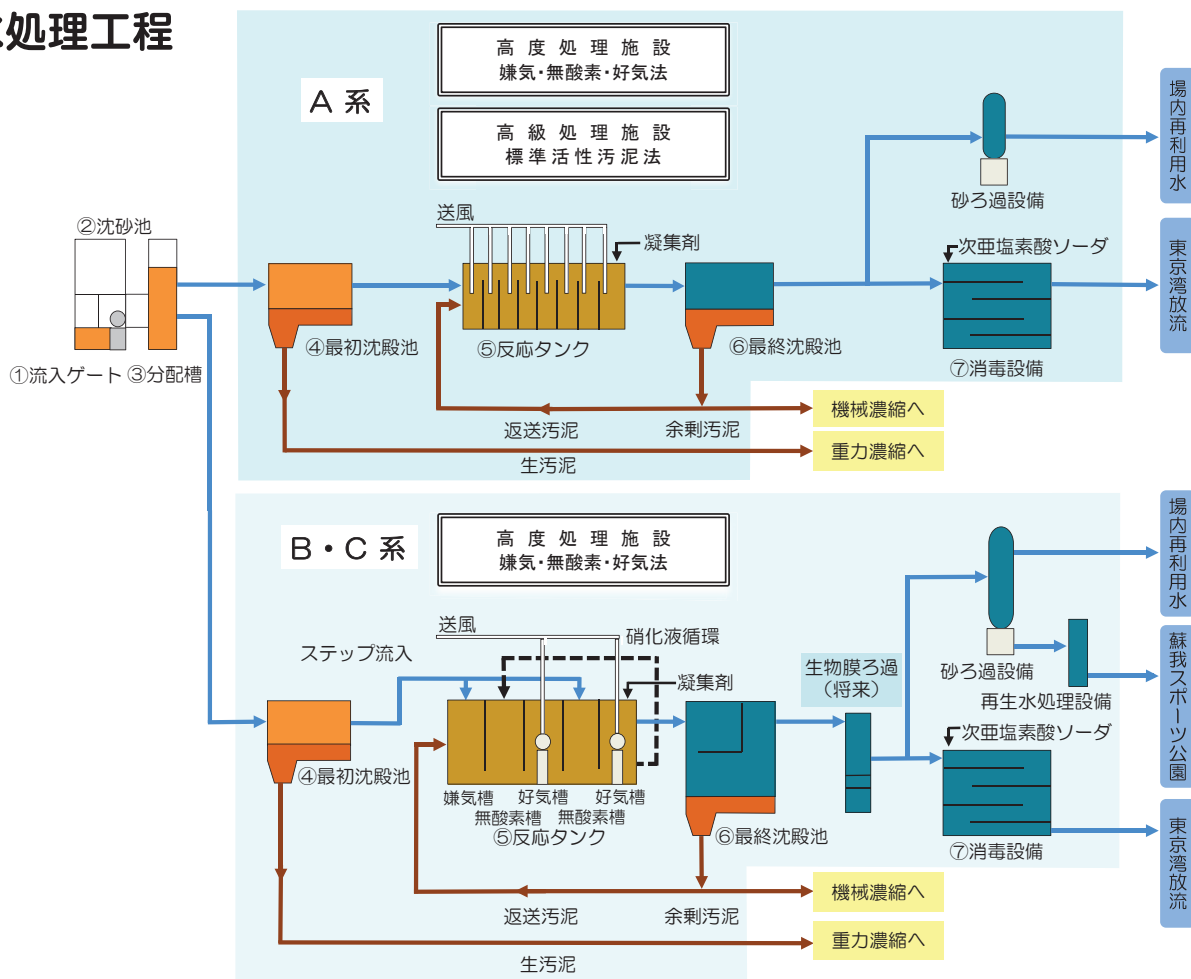 処理工程
高度処理施設
嫌気・無酸素・好気法
A 系
高級処理施設
標準活性汚泥法
場内再利用水
砂ろ過設備
送風
②沈砂池
凝集剤
次亜塩素酸ソーダ
東京湾放流
④最初沈殿池
⑤反応タンク
⑥最終沈殿池
⑦消毒設備
①流入ゲート ③分配槽
機械濃縮へ
返送汚泥
余剰汚泥
重力濃縮へ
生汚泥
B・C 系
高度処理施設
嫌気・無酸素・好気法
場内再利用水
送風
硝化液循環
ステップ流入
生物膜ろ過
（将来）
砂ろ過設備
凝集剤
再生水処理設備
蘇我スポーツ公園
次亜塩素酸ソーダ
④最初沈殿池
嫌気槽
好気槽
好気槽
無酸素槽
無酸素槽
⑤反応タンク
⑥最終沈殿池
⑦消毒設備
東京湾放流
機械濃縮へ
返送汚泥
余剰汚泥
重力濃縮へ
生汚泥